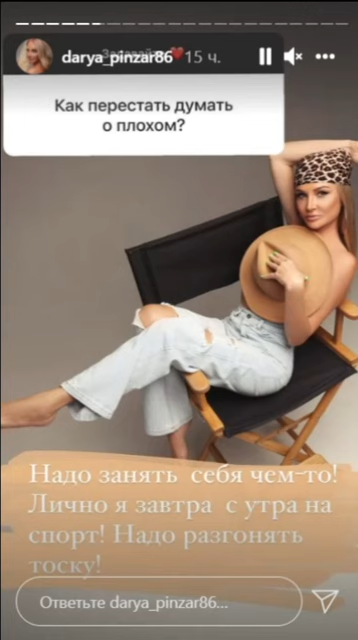 darya_pinzar86 15 ч.
Как перестать думать
о плохом?
Надо занять себя чем-то!
Лично я завтра с утра на
спорт! Надо разгонять
тоску!
Ответьте darya_pinzar86...